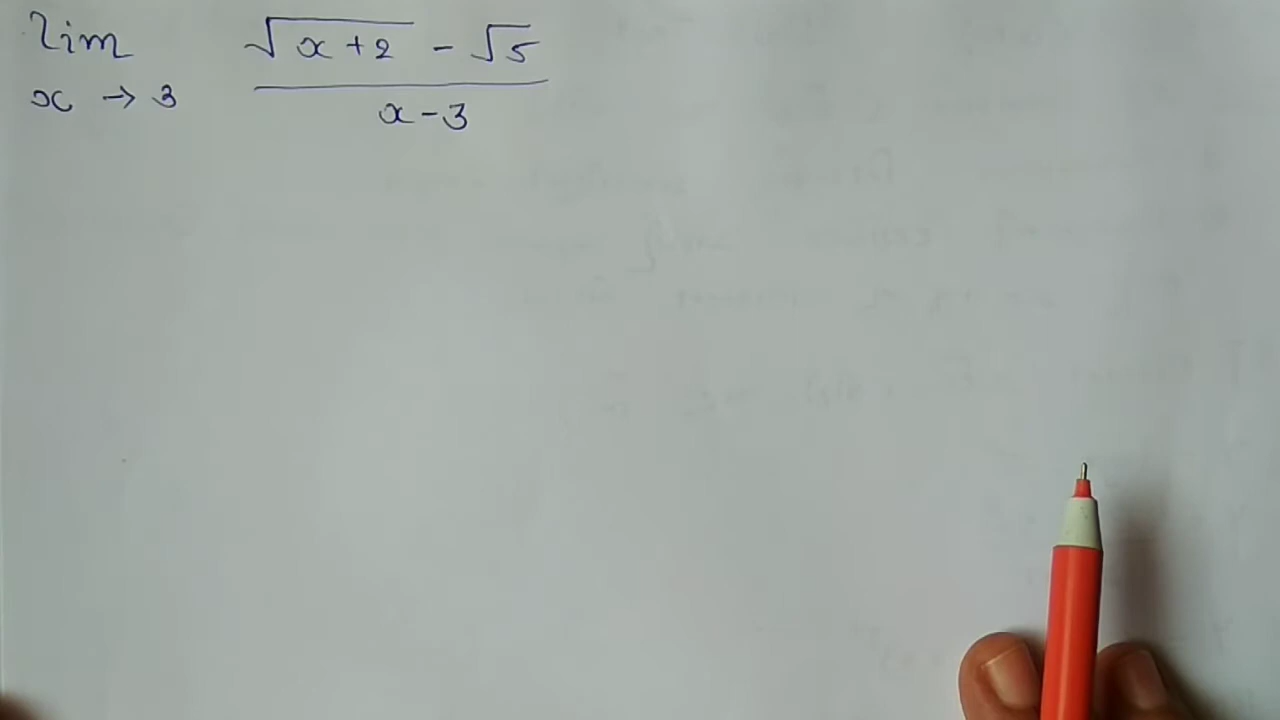 lim √x+2 - √5
x → 3 x-3